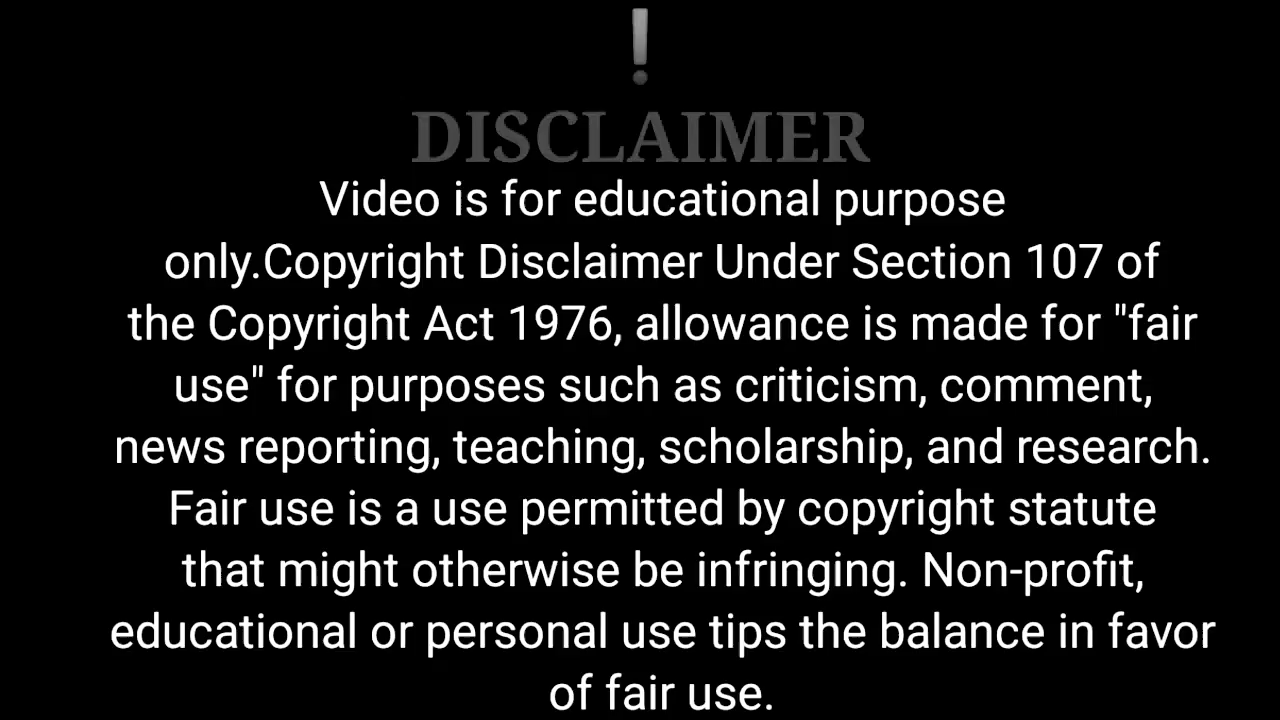 ❗
DISCLAIMER
Video is for educational purpose
only.Copyright Disclaimer Under Section 107 of
the Copyright Act 1976, allowance is made for "fair
use" for purposes such as criticism, comment,
news reporting, teaching, scholarship, and research.
Fair use is a use permitted by copyright statute
that might otherwise be infringing. Non-profit,
educational or personal use tips the balance in favor
of fair use.